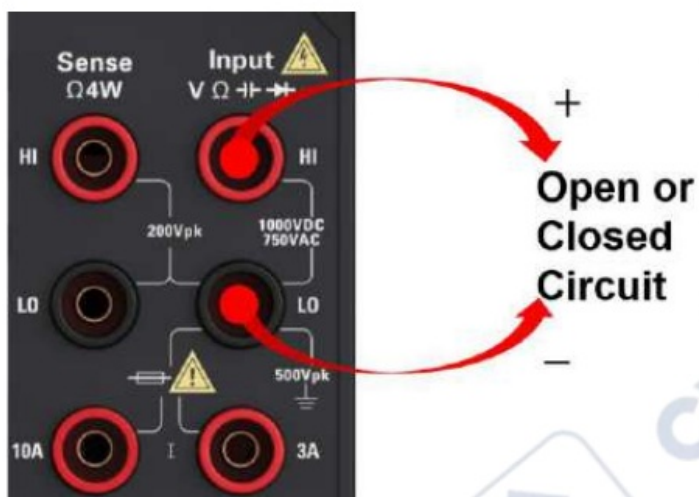 Sense
Ω4W
Input
V Ω
HI
HI
200Vpk
1000VDC
750VAC
LO
LO
500Vpk
10A
I
3A
+
Open or
Closed
Circuit
−